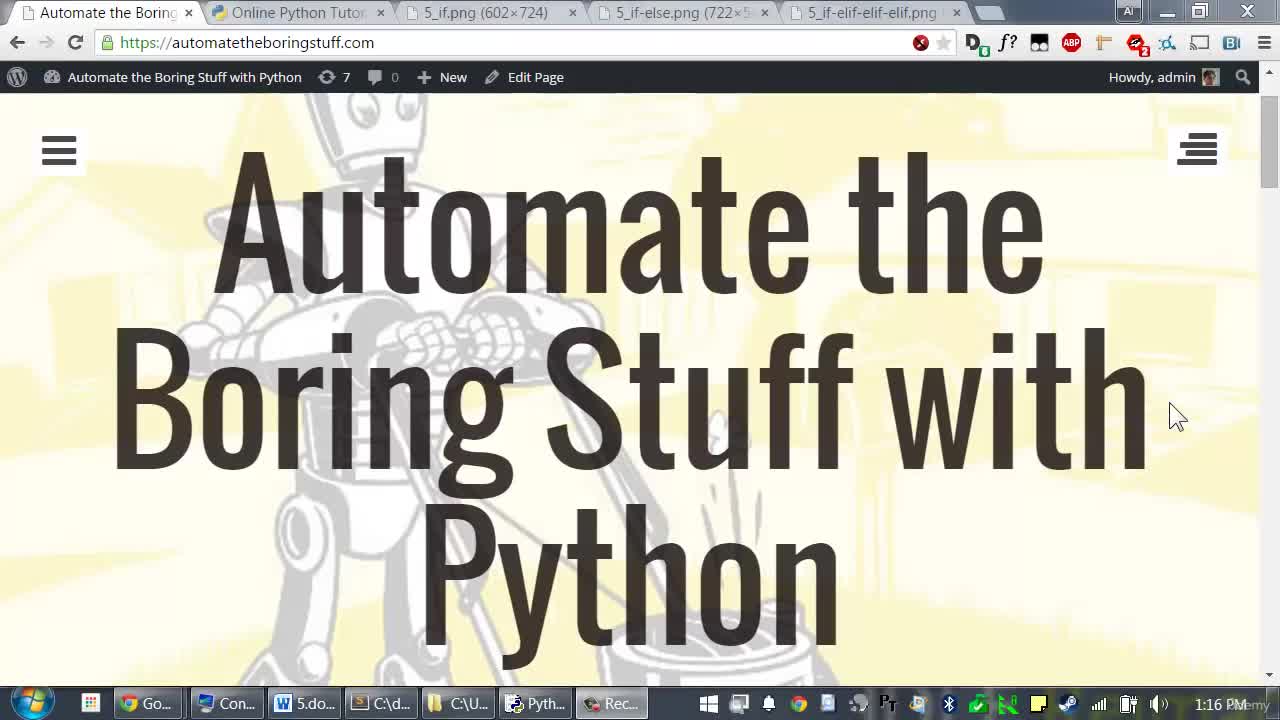 Automate the Boring
Online Python Tutor
5_if.png (602×724)
5_if-else.png (722×5
5_if-elif-elif-elif.png
https://automatetheboringstuff.com
Automate the Boring Stuff with Python
7
0
New
Edit Page
Howdy, admin
Automate the
Boring Stuff with
Python
Go...
Con...
Edo...
C:\d...
C:\U...
Pyth...
Rec...
1:16 PM